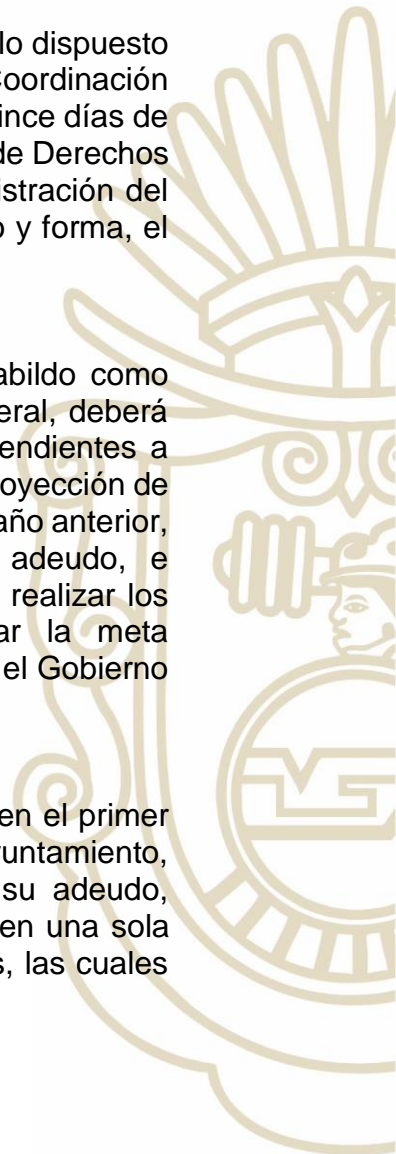 lo dispuesto
Coordinación
ince días de
de Derechos
istración del
o y forma, el
abildo como
eral, deberá
endientes a
royección de
año anterior,
adeudo, e
realizar los
ar la meta
el Gobierno
en el primer
yuntamiento,
su adeudo,
en una sola
s, las cuales